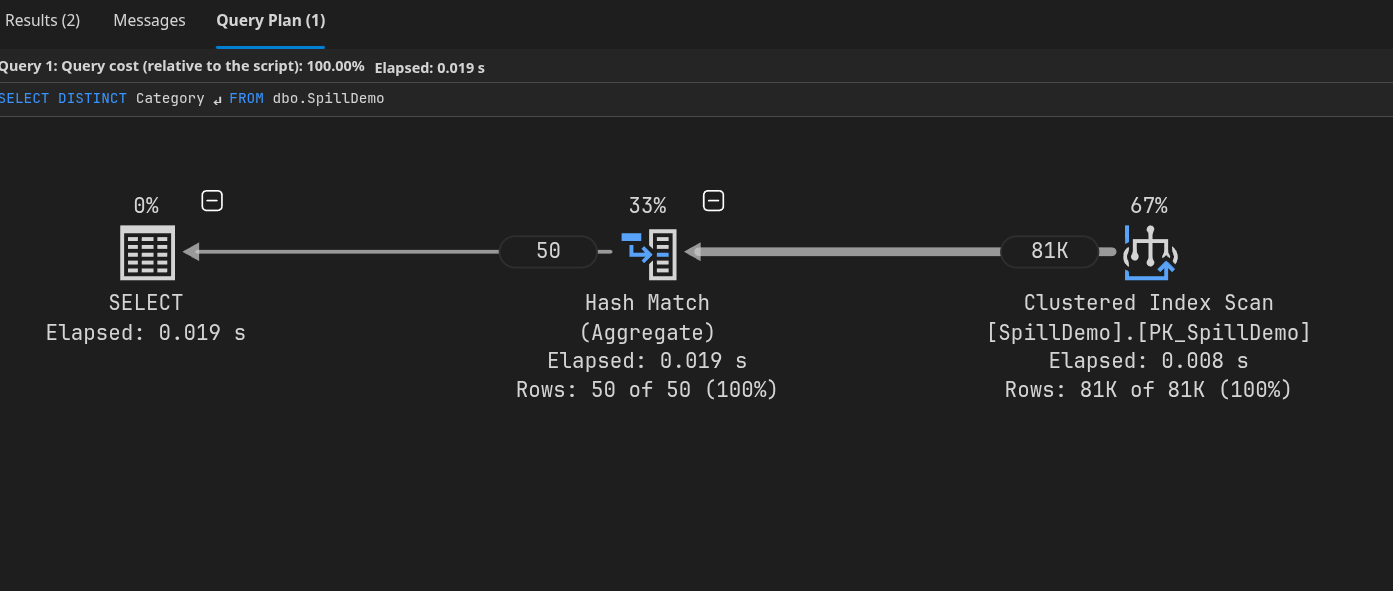 Results (2) Messages Query Plan (1)
Query 1: Query cost (relative to the script): 100.00% Elapsed: 0.019 s
SELECT DISTINCT Category ↵ FROM dbo.SpillDemo
0%
33%
67%
50
81K
SELECT
Elapsed: 0.019 s
Hash Match
(Aggregate)
Elapsed: 0.019 s
Rows: 50 of 50 (100%)
Clustered Index Scan
[SpillDemo].[PK_SpillDemo]
Elapsed: 0.008 s
Rows: 81K of 81K (100%)